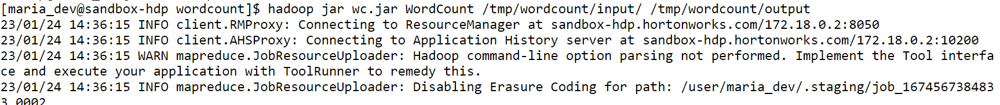 [maria_dev@sandbox-hdp wordcount]$ hadoop jar wc.jar WordCount /tmp/wordcount/input/ /tmp/wordcount/output
23/01/24 14:36:15 INFO client.RMProxy: Connecting to ResourceManager at sandbox-hdp.hortonworks.com/172.18.0.2:8050
23/01/24 14:36:15 INFO client.AHSProxy: Connecting to Application History server at sandbox-hdp.hortonworks.com/172.18.0.2:10200
23/01/24 14:36:15 WARN mapreduce.JobResourceUploader: Hadoop command-line option parsing not performed. Implement the Tool interfa
ce and execute your application with ToolRunner to remedy this.
23/01/24 14:36:15 INFO mapreduce.JobResourceUploader: Disabling Erasure Coding for path: /user/maria_dev/.staging/job_167456738483
3_0002